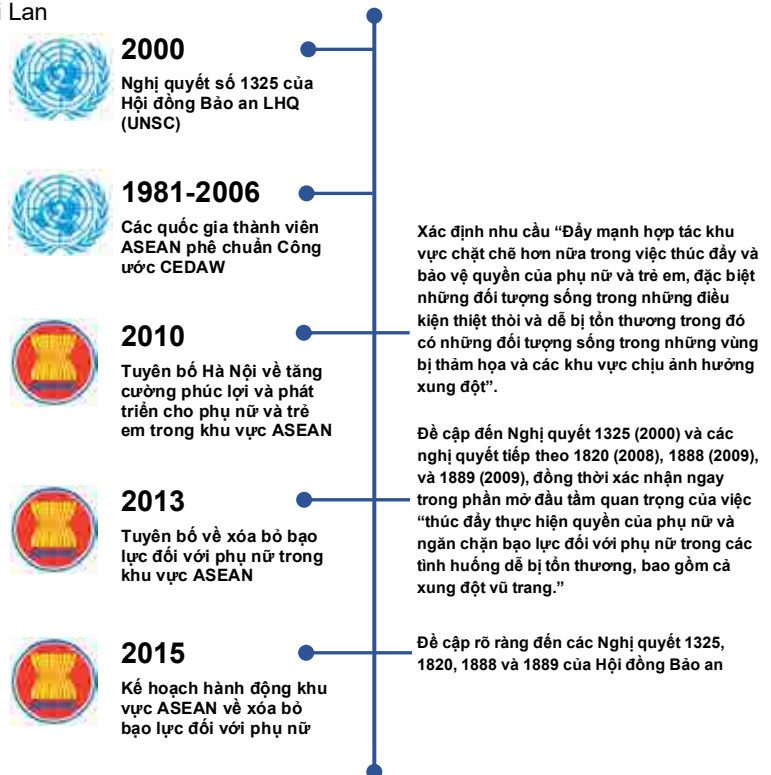 i Lan
2000
Nghị quyết số 1325 của
Hội đồng Bảo an LHQ
(UNSC)
1981-2006
Các quốc gia thành viên
ASEAN phê chuẩn Công
ước CEDAW
2010
Tuyên bố Hà Nội về tăng
cường phúc lợi và phát
triển cho phụ nữ và trẻ
em trong khu vực ASEAN
Xác định nhu cầu “Đẩy mạnh hợp tác khu
vực chặt chẽ hơn nữa trong việc thúc đẩy và
bảo vệ quyền của phụ nữ và trẻ em, đặc biệt
những đối tượng sống trong những điều
kiện thiệt thòi và dễ bị tổn thương trong đó
có những đối tượng sống trong những vùng
bị thảm họa và các khu vực chịu ảnh hưởng
xung đột”.
2013
Tuyên bố về xóa bỏ bạo
lực đối với phụ nữ trong
khu vực ASEAN
Đề cập đến Nghị quyết 1325 (2000) và các
nghị quyết tiếp theo 1820 (2008), 1888 (2009),
và 1889 (2009), đồng thời xác nhận ngay
trong phần mở đầu tầm quan trọng của việc
“thúc đẩy thực hiện quyền của phụ nữ và
ngăn chặn bạo lực đối với phụ nữ trong các
tình huống dễ bị tổn thương, bao gồm cả
xung đột vũ trang.”
2015
Kế hoạch hành động khu
vực ASEAN về xóa bỏ
bạo lực đối với phụ nữ
Đề cập rõ ràng đến các Nghị quyết 1325,
1820, 1888 và 1889 của Hội đồng Bảo an